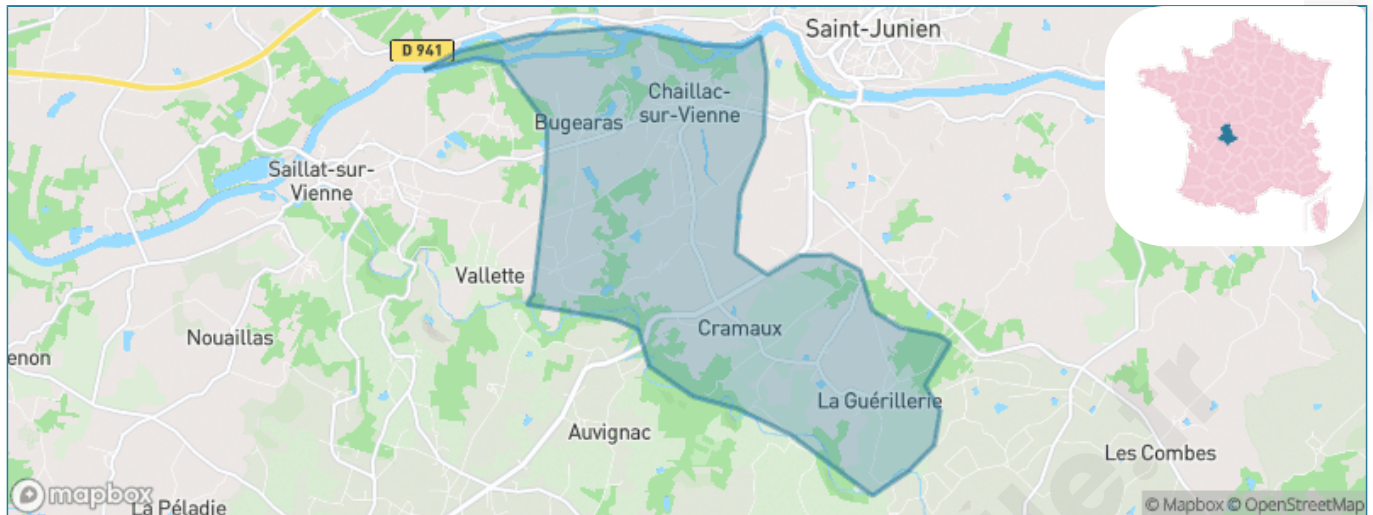 Saint-Junien
D 941
Chaillac-
sur-Vienne
Bugearas
Saillat-sur-
Vienne
Vallette
Cramaux
Nouaillas
enon
La Guérillerie
Auvignac
Les Combes
mapbox
La Péladie
© Mapbox © OpenStreetMap